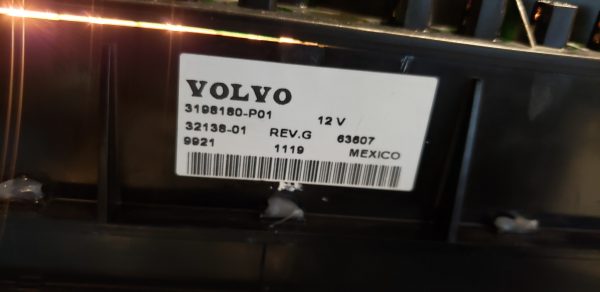 VOLVO
3198180-P01 12 V
32138-01 REV.G 63607
9921 1119 MEXICO